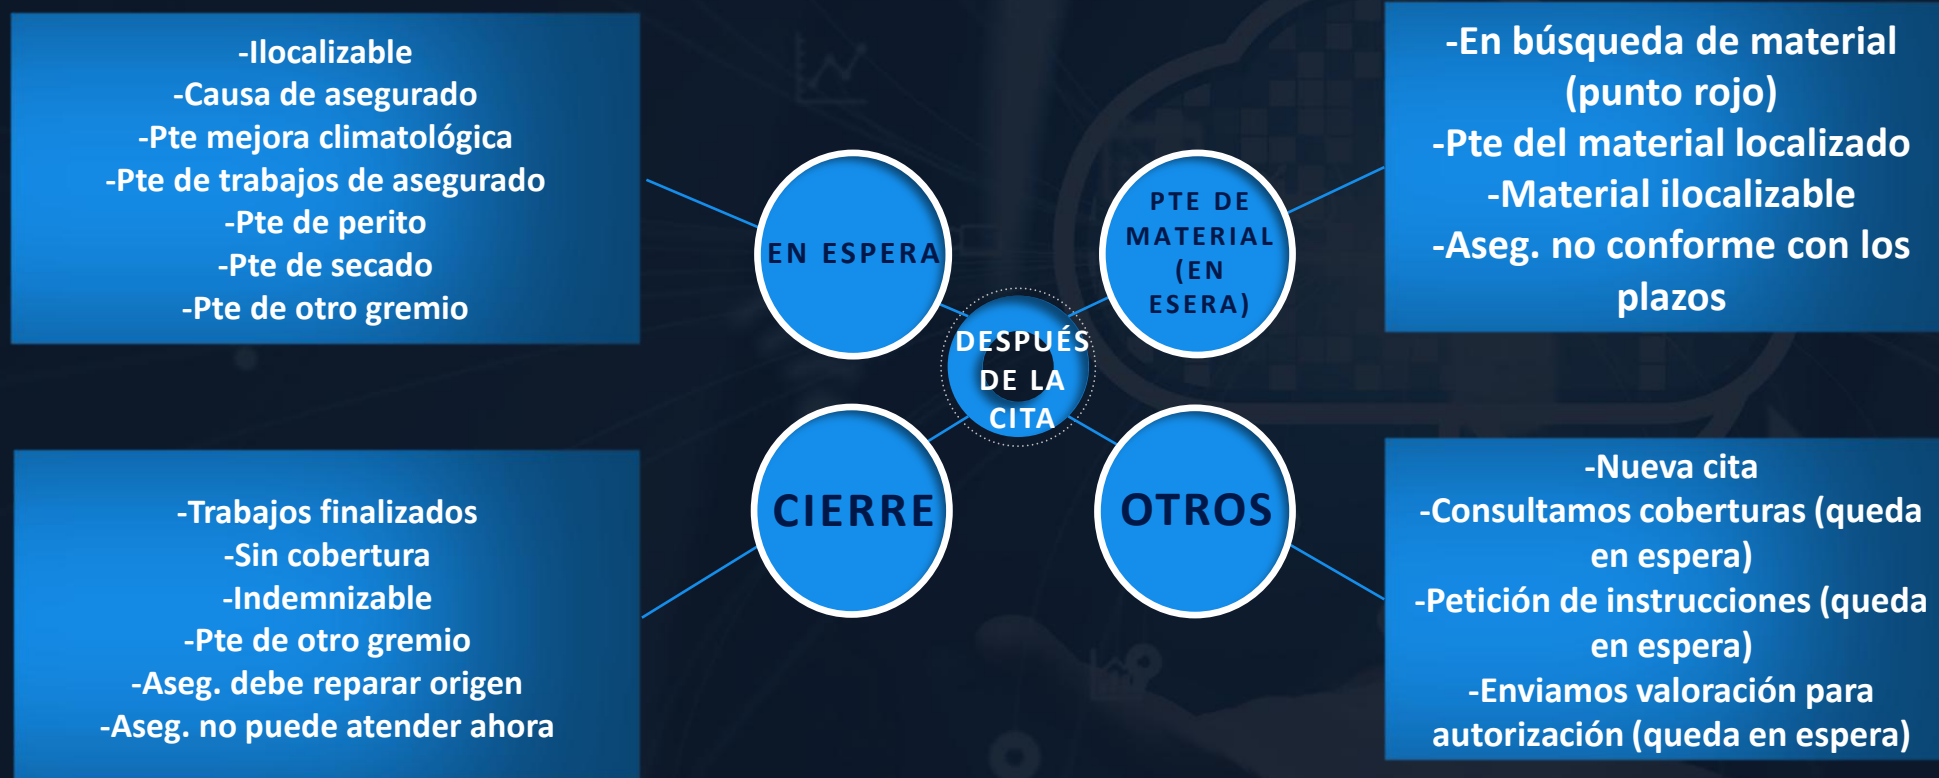 -Ilocalizable
-Causa de asegurado
-Pte mejora climatológica
-Pte de trabajos de asegurado
-Pte de perito
-Pte de secado
-Pte de otro gremio
EN ESPERA
PTE DE
MATERIAL
(EN
ESERA)
-En búsqueda de material
(punto rojo)
-Pte del material localizado
-Material ilocalizable
-Aseg. no conforme con los
plazos
DESPUÉS
DE LA
CITA
-Trabajos finalizados
-Sin cobertura
-Indemnizable
-Pte de otro gremio
-Aseg. debe reparar origen
-Aseg. no puede atender ahora
CIERRE
OTROS
-Nueva cita
-Consultamos coberturas (queda
en espera)
-Petición de instrucciones (queda
en espera)
-Enviamos valoración para
autorización (queda en espera)